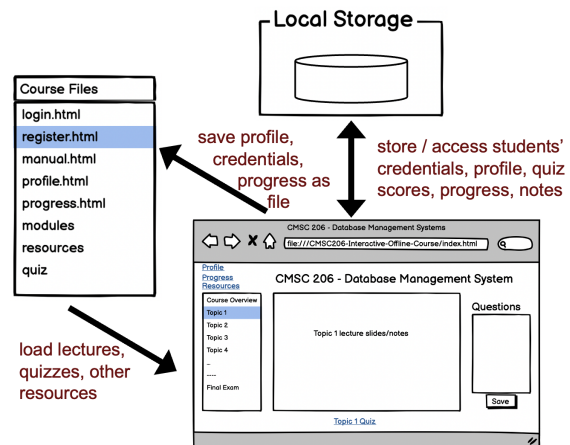 Local Storage
Course Files
login.html
register.html
manual.html
profile.html
progress.html
modules
resources
quiz
save profile,
credentials,
progress as
file
store / access students'
credentials, profile, quiz
scores, progress, notes
load lectures,
quizzes, other
resources
CMSC 206 - Database Management Systems
file:///CMSC206-Interactive-Offline-Course/index.html
Profile
Progress
Resources
CMSC 206 - Database Management System
Course Overview
Topic 1
Topic 2
Topic 3
Topic 4
...
----
Final Exam
Topic 1 lecture slides/notes
Questions
Save
Topic 1 Quiz